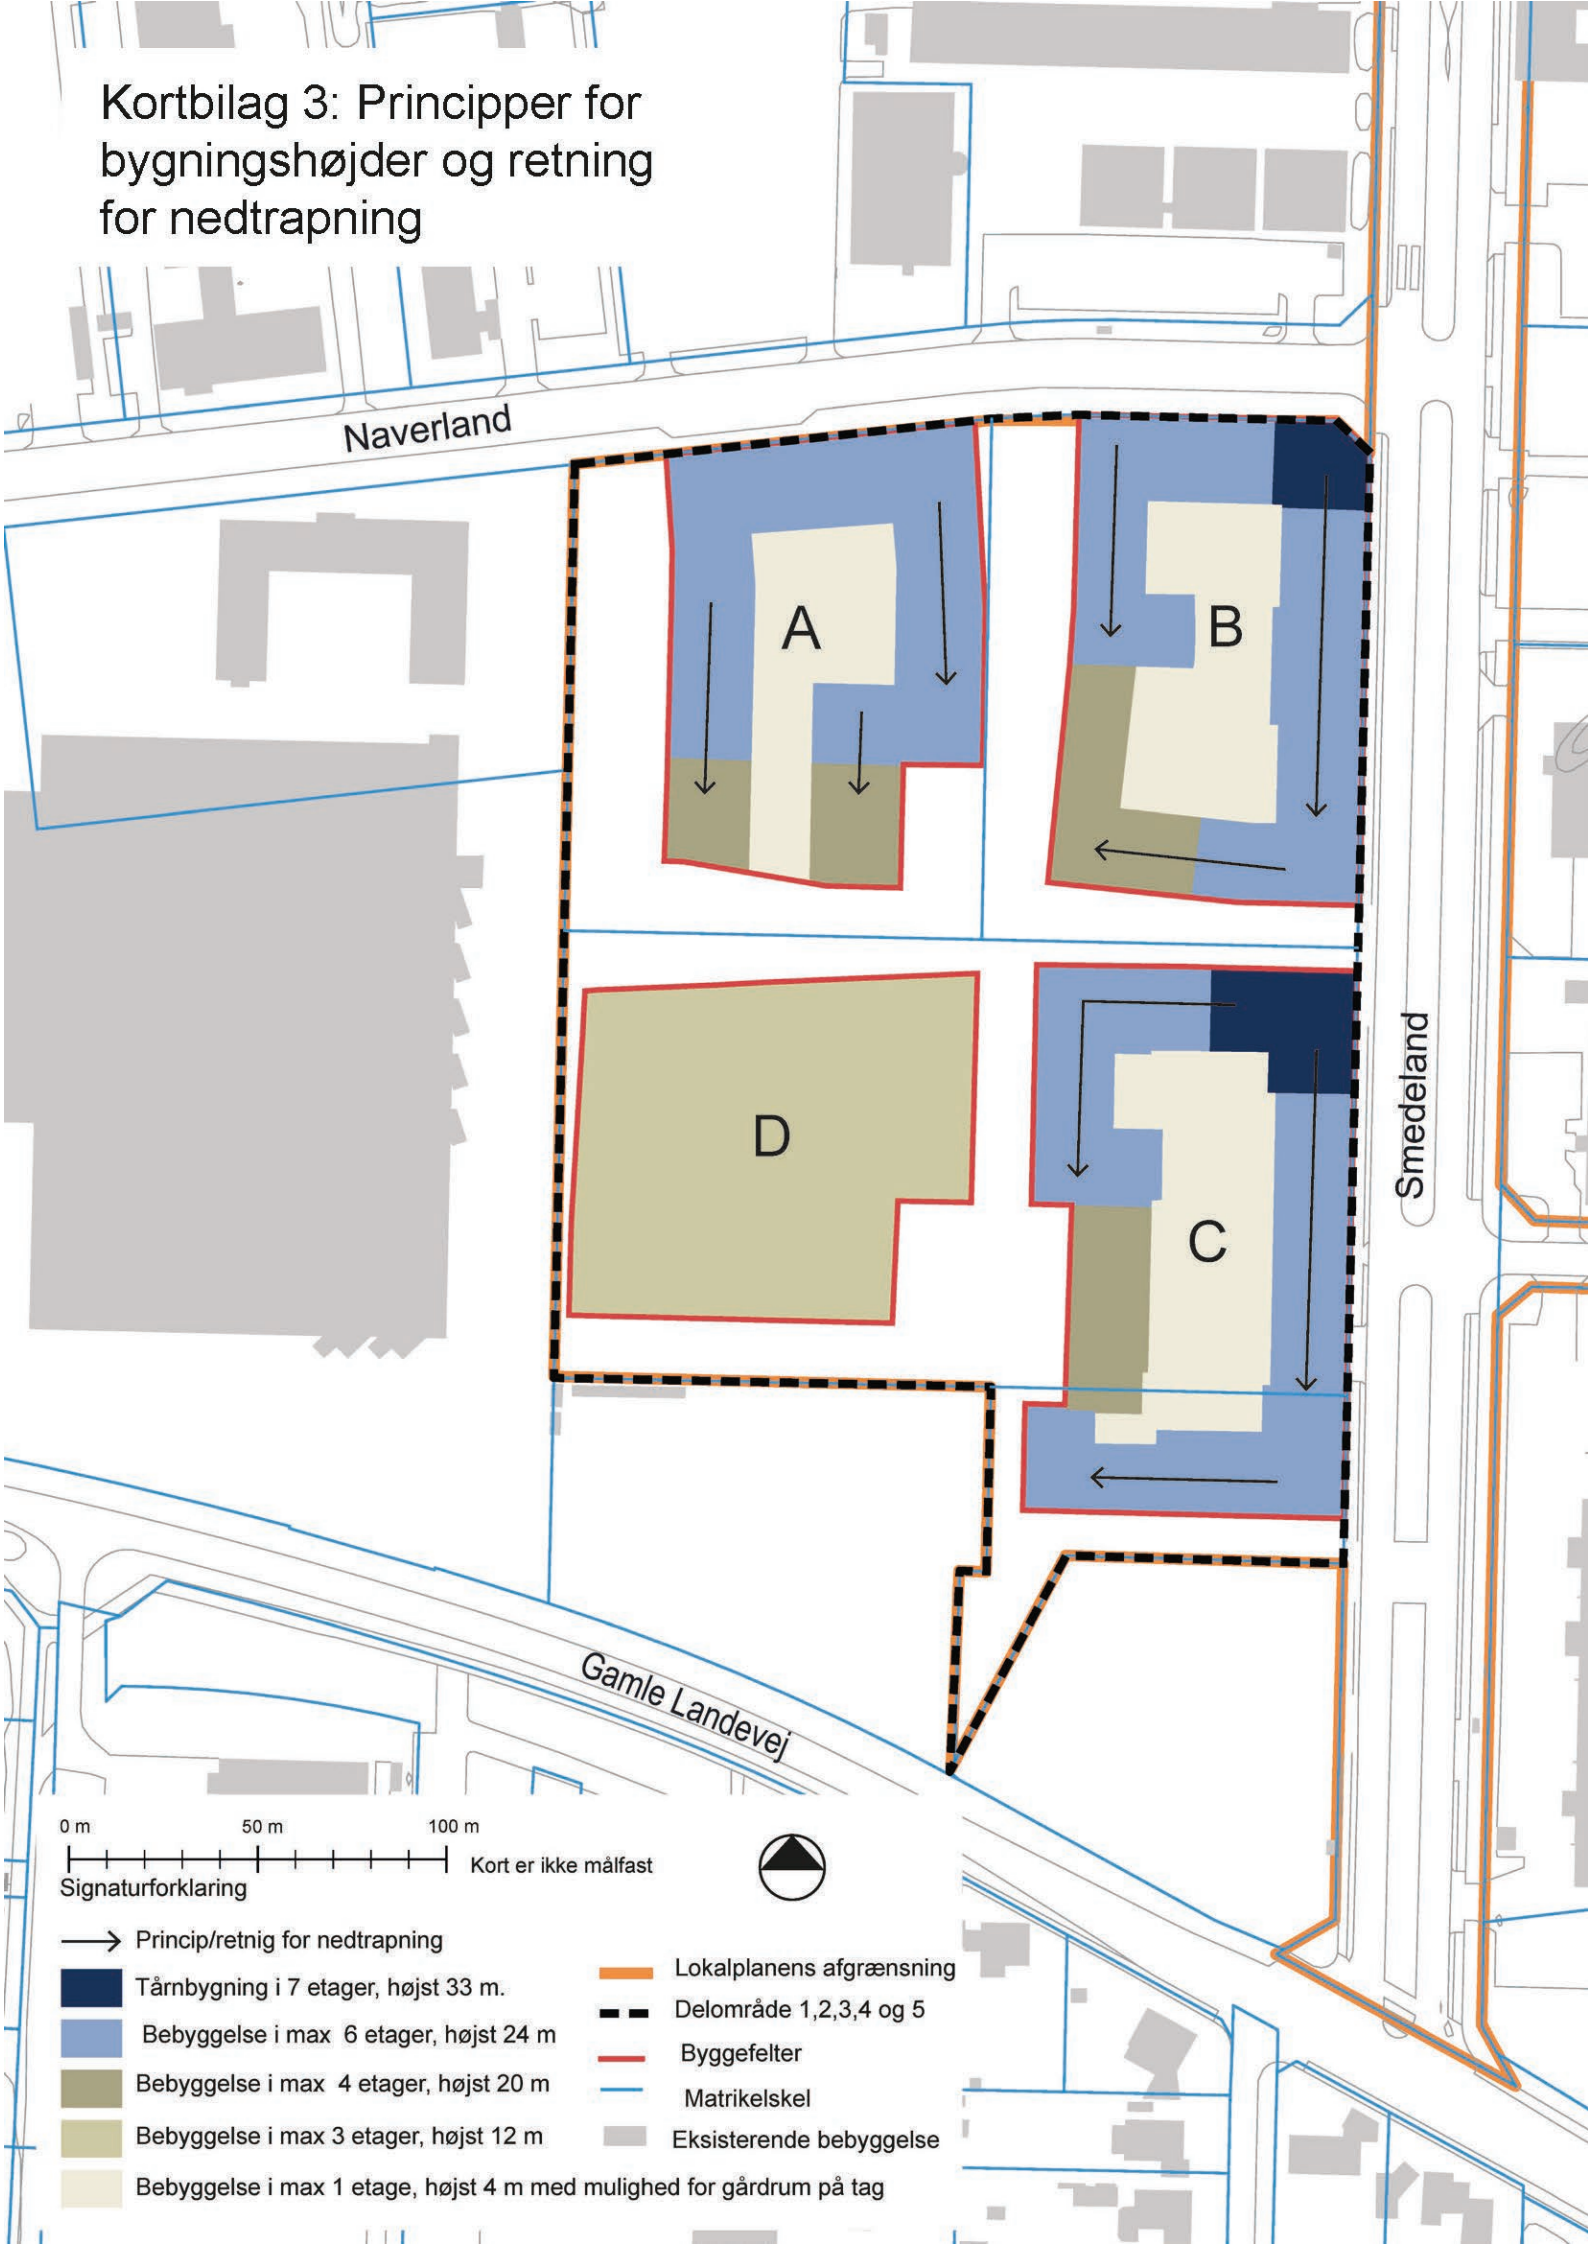 Kortbilag 3: Principper for
bygningshøjder og retning
for nedtrapning
Naverland
A
B
D
C
Smedeland
Gamle Landevej
0 m 50 m 100 m
Kort er ikke målfast
Signaturforklaring
Princip/retnig for nedtrapning
Tårnbygning i 7 etager, højst 33 m.
Bebyggelse i max 6 etager, højst 24 m
Bebyggelse i max 4 etager, højst 20 m
Bebyggelse i max 3 etager, højst 12 m
Bebyggelse i max 1 etage, højst 4 m med mulighed for gårdrum på tag
Lokalplanens afgrænsning
Delområde 1,2,3,4 og 5
Byggefelter
Matrikelskel
Eksisterende bebyggelse